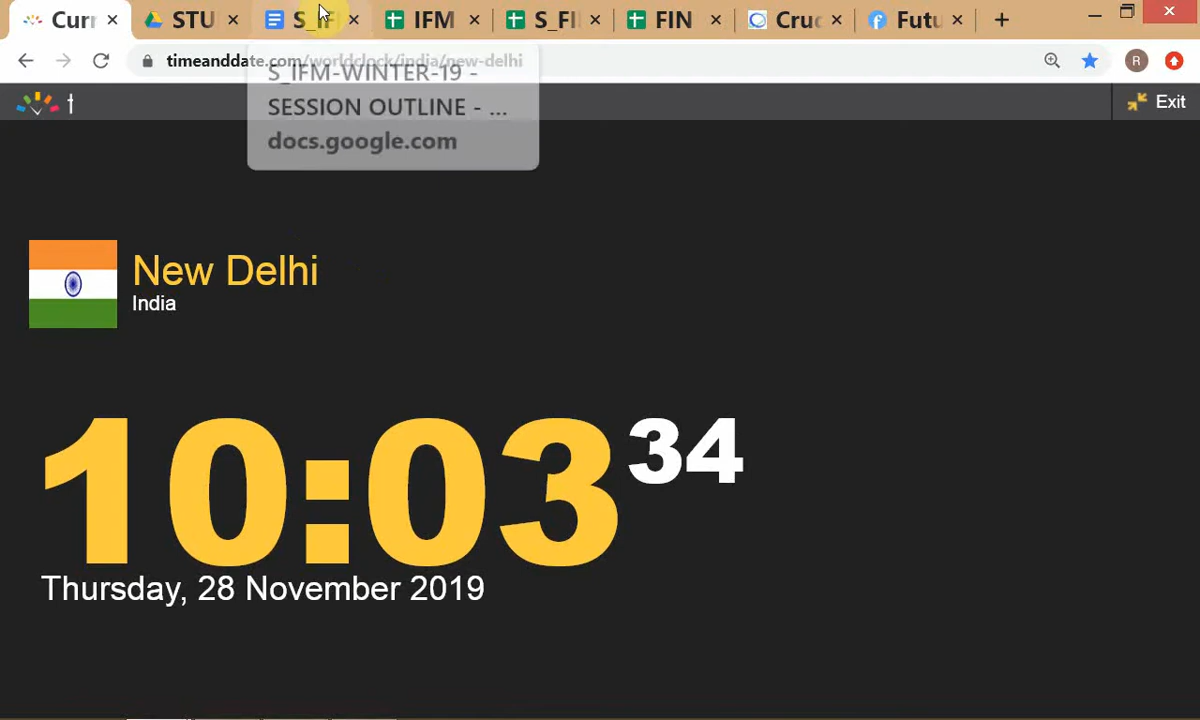 Curr STU S_IFI IFM S_FI FIN Cruc Futu
timeanddate.com/worldclock/india/new-delhi R
S_IFM-WINTER-19 -
SESSION OUTLINE - ...
docs.google.com
t Exit
New Delhi
India
10:03 34
Thursday, 28 November 2019